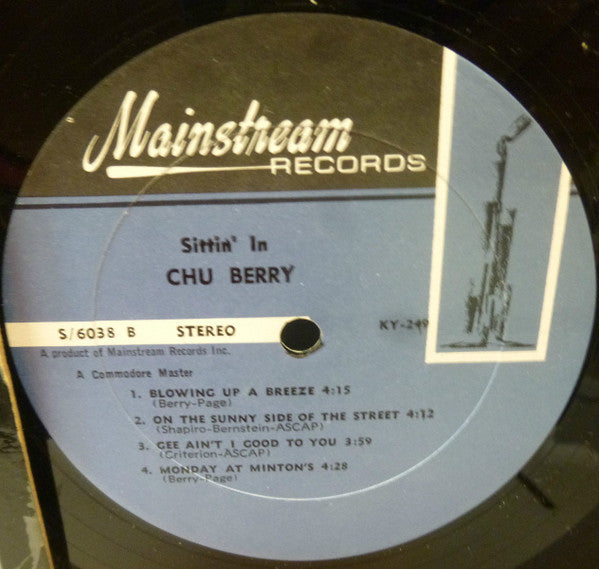 Mainstream
RECORDS
Sittin' In
CHU BERRY
S/6038 B STEREO KY-249
A product of Mainstream Records Inc.
A Commodore Master
1. BLOWING UP A BREEZE 4:15
(Berry-Page)
2. ON THE SUNNY SIDE OF THE STREET 4:12
(Shapiro-Bernstein-ASCAP)
3. GEE AIN'T I GOOD TO YOU 3:59
(Criterion-ASCAP)
4. MONDAY AT MINTON'S 4:28
(Berry-Page)